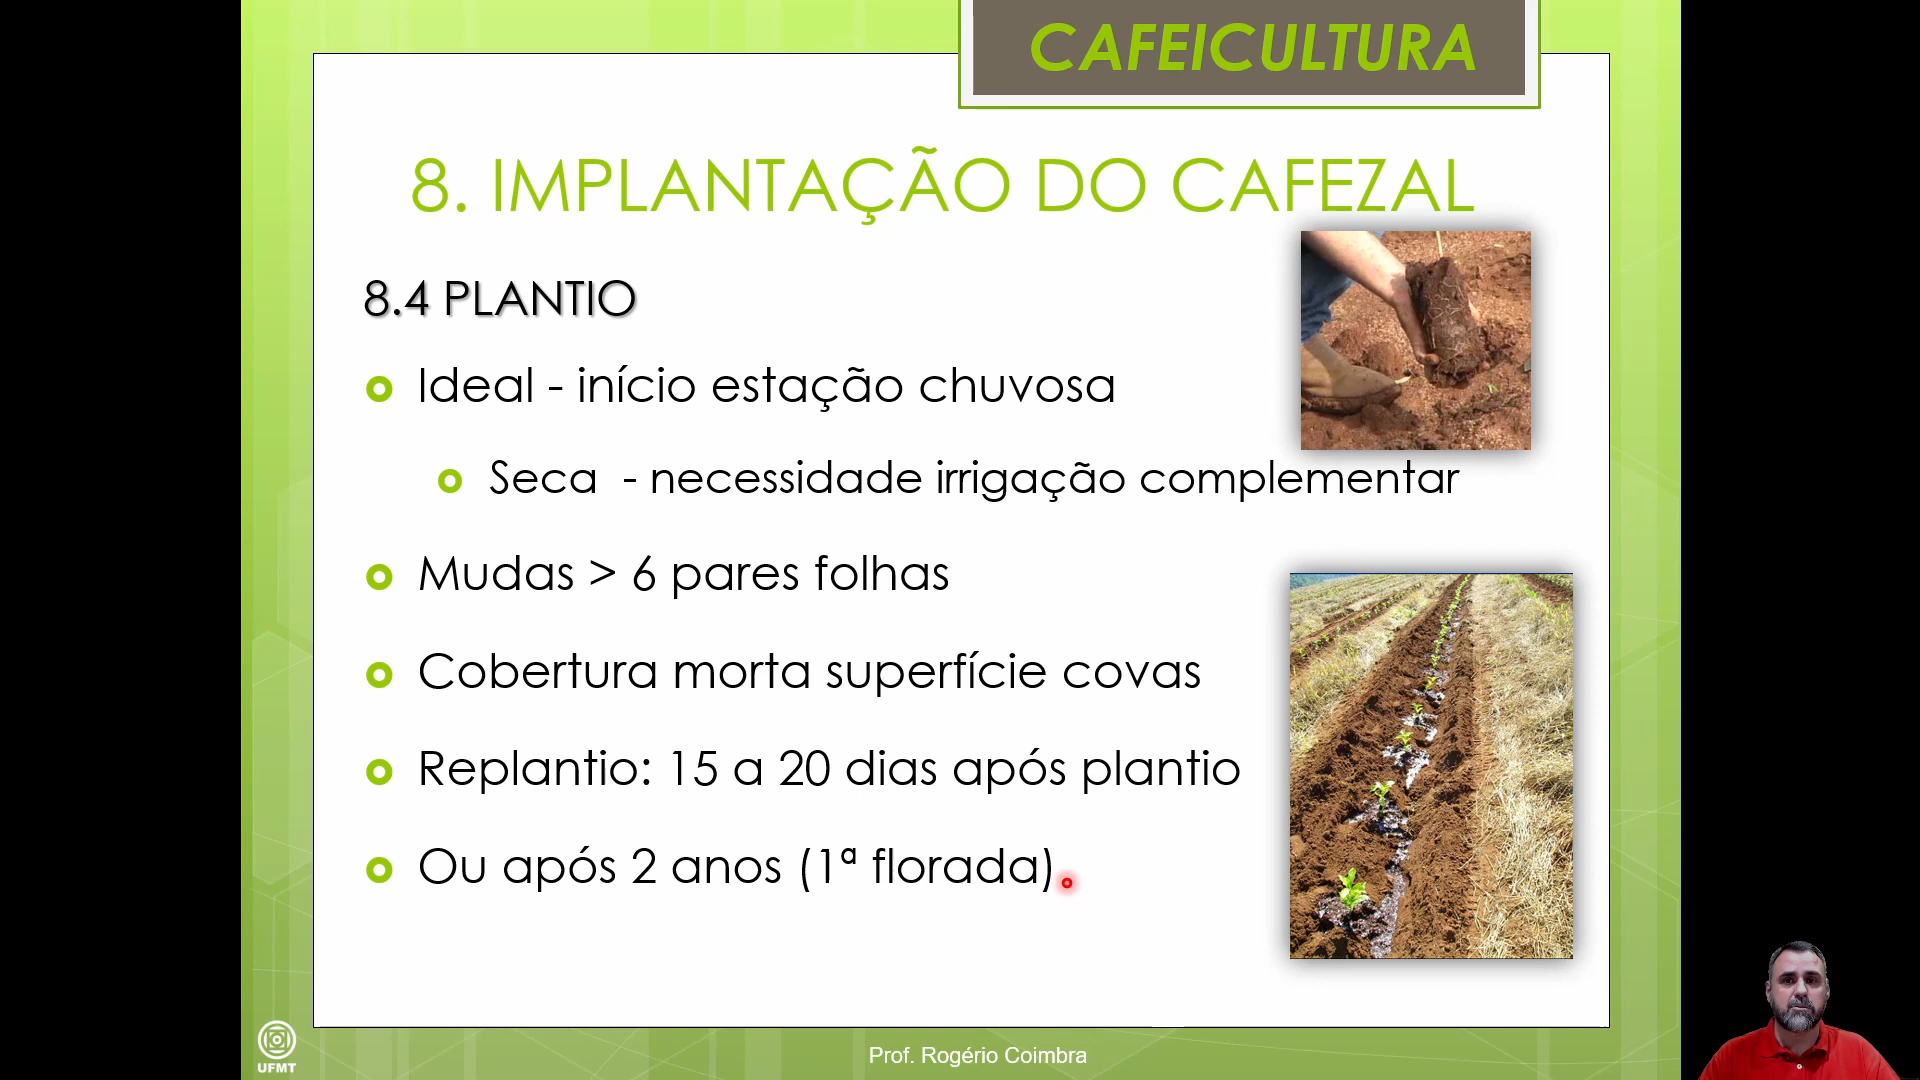 CAFEICULTURA
8. IMPLANTAÇÃO DO CAFEZAL
8.4 PLANTIO
Ideal - início estação chuvosa
Seca - necessidade irrigação complementar
Mudas > 6 pares folhas
Cobertura morta superfície covas
Replantio: 15 a 20 dias após plantio
Ou após 2 anos (1ª florada)
Prof. Rogério Coimbra
UFMT